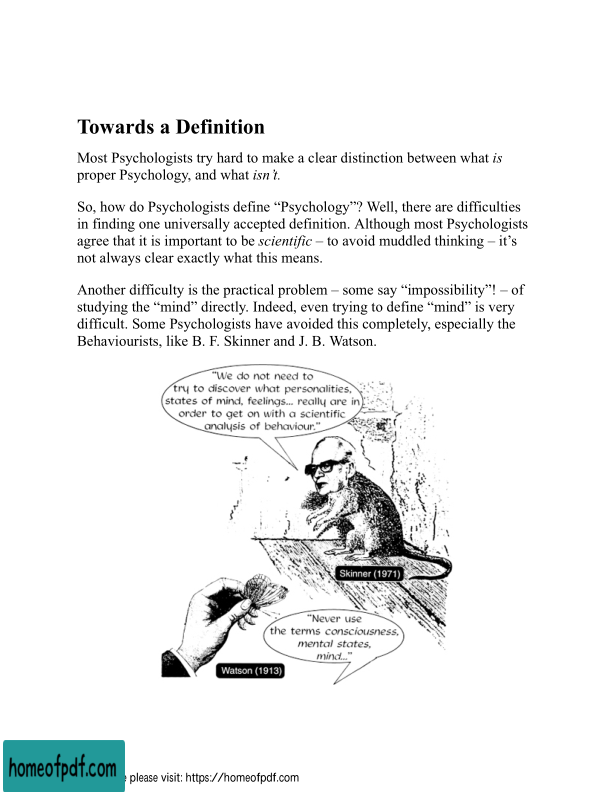 Towards a Definition
Most Psychologists try hard to make a clear distinction between what is
proper Psychology, and what isn’t.
So, how do Psychologists define “Psychology”? Well, there are difficulties
in finding one universally accepted definition. Although most Psychologists
agree that it is important to be scientific – to avoid muddled thinking – it’s
not always clear exactly what this means.
Another difficulty is the practical problem – some say “impossibility”! – of
studying the “mind” directly. Indeed, even trying to define “mind” is very
difficult. Some Psychologists have avoided this completely, especially the
Behaviourists, like B. F. Skinner and J. B. Watson.
“We do not need to
try to discover what personalities,
states of mind, feelings... really are in
order to get on with a scientific
analysis of behaviour.”
Skinner (1971)
“Never use
the terms consciousness,
mental states,
mind...”
Watson (1913)
homeofpdf.com
e please visit: https://homeofpdf.com